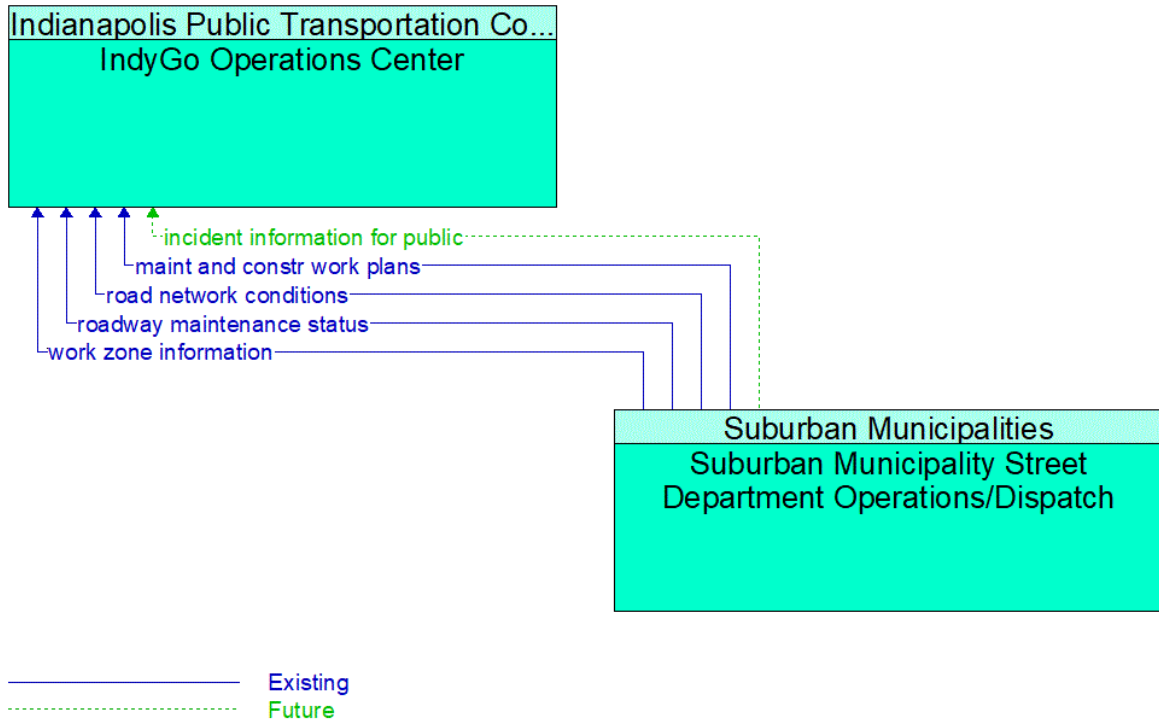 Indianapolis Public Transportation Co...
IndyGo Operations Center
incident information for public
maint and constr work plans
road network conditions
roadway maintenance status
work zone information
Suburban Municipalities
Suburban Municipality Street
Department Operations/Dispatch
Existing
Future